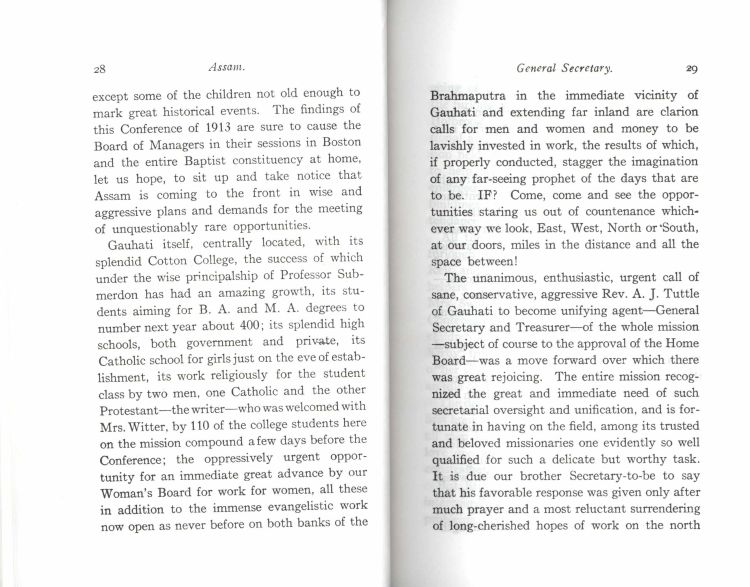 28 Assam.
except some of the children not old enough to
mark great historical events. The findings of
this Conference of 1913 are sure to cause the
Board of Managers in their sessions in Boston
and the entire Baptist constituency at home,
let us hope, to sit up and take notice that
Assam is coming to the front in wise and
aggressive plans and demands for the meeting
of unquestionably rare opportunities.
Gauhati itself, centrally located, with its
splendid Cotton College, the success of which
under the wise principalship of Professor Sub-
merdon has had an amazing growth, its stu-
dents aiming for B. A. and M. A. degrees to
number next year about 400; its splendid high
schools, both government and private, its
Catholic school for girls just on the eve of estab-
lishment, its work religiously for the student
class by two men, one Catholic and the other
Protestant—the writer—who was welcomed with
Mrs. Witter, by 110 of the college students here
on the mission compound a few days before the
Conference; the oppressively urgent oppor-
tunity for an immediate great advance by our
Woman's Board for work for women, all these
in addition to the immense evangelistic work
now open as never before on both banks of the
General Secretary. 29
Brahmaputra in the immediate vicinity of
Gauhati and extending far inland are clarion
calls for men and women and money to be
lavishly invested in work, the results of which,
if properly conducted, stagger the imagination
of any far-seeing prophet of the days that are
to be. IF? Come, come and see the oppor-
tunities staring us out of countenance which-
ever way we look, East, West, North or South,
at our doors, miles in the distance and all the
space between!
The unanimous, enthusiastic, urgent call of
sane, conservative, aggressive Rev. A. J. Tuttle
of Gauhati to become unifying agent—General
Secretary and Treasurer—of the whole mission
—subject of course to the approval of the Home
Board—was a move forward over which there
was great rejoicing. The entire mission recog-
nized the great and immediate need of such
secretarial oversight and unification, and is for-
tunate in having on the field, among its trusted
and beloved missionaries one evidently so well
qualified for such a delicate but worthy task.
It is due our brother Secretary-to-be to say
that his favorable response was given only after
much prayer and a most reluctant surrendering
of long-cherished hopes of work on the north